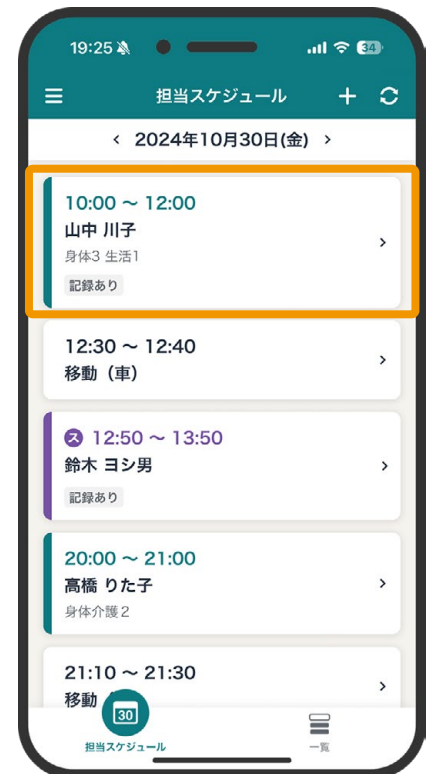 19:25 34
担当スケジュール
2024年10月30日(金)
10:00 ～ 12:00
山中 川子
身体3 生活1
記録あり
12:30 ～ 12:40
移動（車）
ス 12:50 ～ 13:50
鈴木 ヨシ男
記録あり
20:00 ～ 21:00
高橋 りた子
身体介護２
21:10 ～ 21:30
移動
30
担当スケジュール
一覧